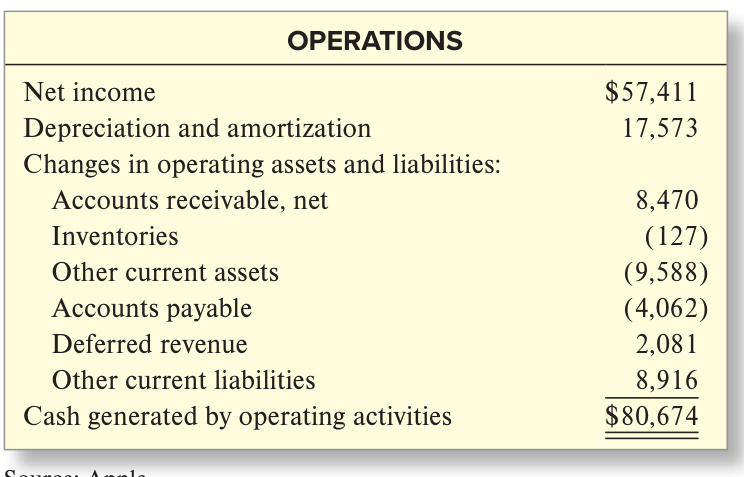 OPERATIONS
Net income $57,411
Depreciation and amortization 17,573
Changes in operating assets and liabilities:
Accounts receivable, net 8,470
Inventories (127)
Other current assets (9,588)
Accounts payable (4,062)
Deferred revenue 2,081
Other current liabilities 8,916
Cash generated by operating activities $80,674
Source: Apple